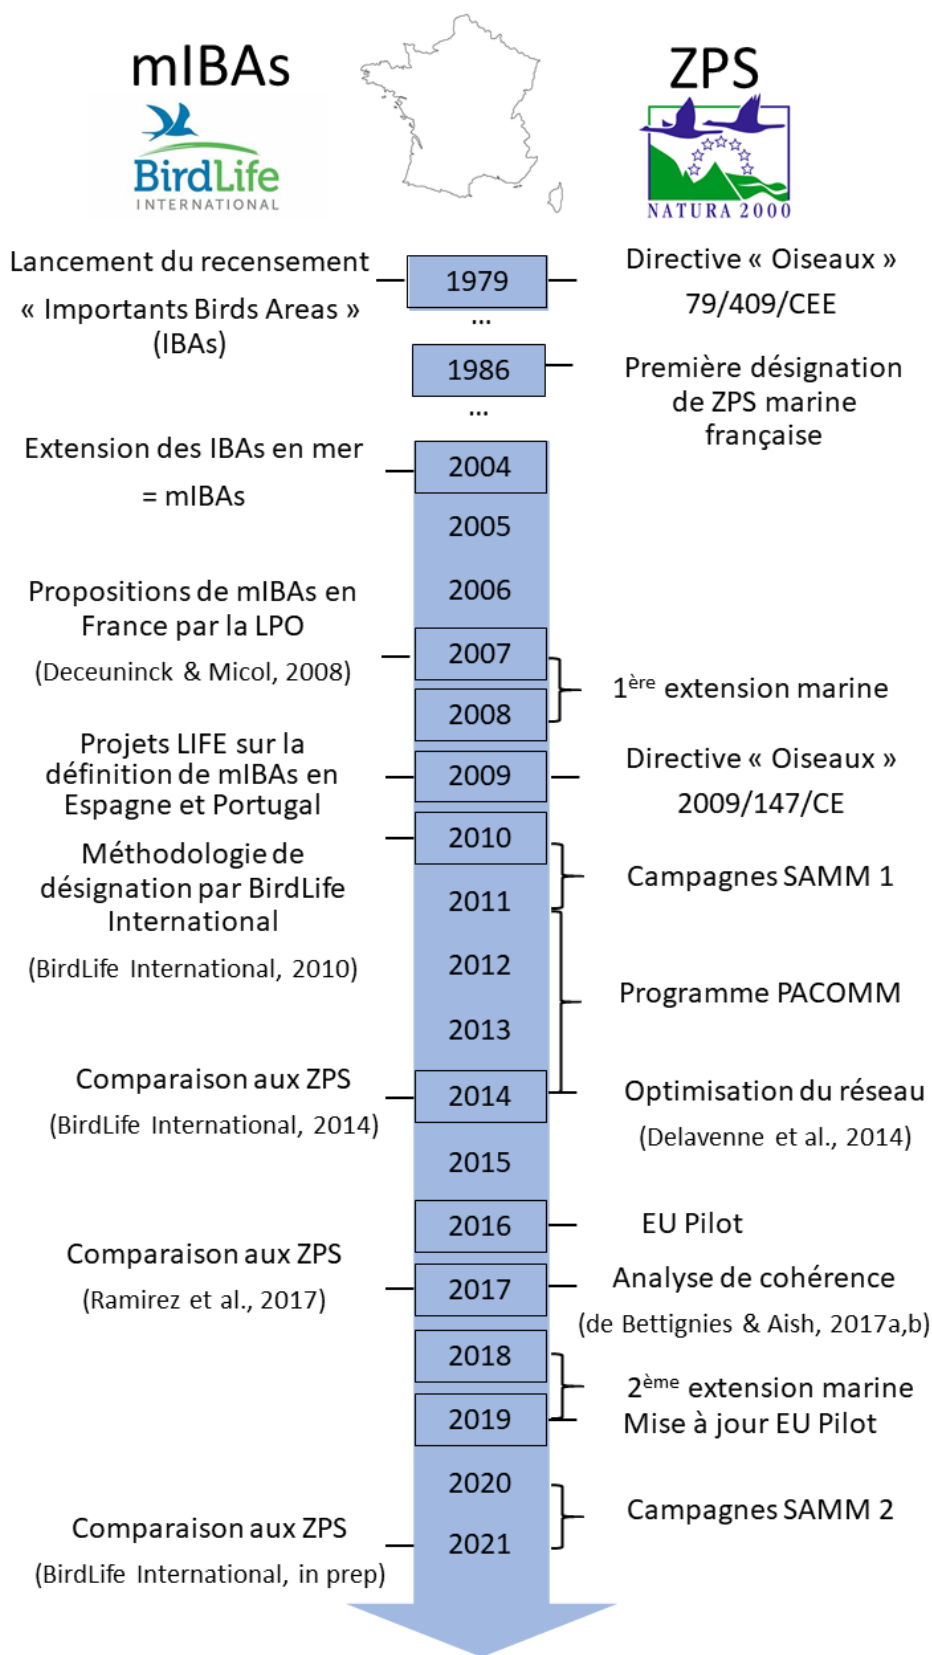 mIBAs
ZPS
BirdLife
INTERNATIONAL
NATURA 2000
Lancement du recensement
« Importants Birds Areas »
(IBAs)
1979
Directive « Oiseaux »
79/409/CEE
...
1986
Première désignation
de ZPS marine
française
...
Extension des IBAs en mer
= mIBAs
2004
2005
2006
Propositions de mIBAs en
France par la LPO
(Deceuninck & Micol, 2008)
2007
2008
1ère extension marine
Projets LIFE sur la
définition de mIBAs en
Espagne et Portugal
2009
Directive « Oiseaux »
2009/147/CE
2010
Méthodologie de
désignation par BirdLife
International
(BirdLife International, 2010)
Campagnes SAMM 1
2011
2012
Programme PACOMM
2013
Comparaison aux ZPS
(BirdLife International, 2014)
2014
Optimisation du réseau
(Delavenne et al., 2014)
2015
2016
EU Pilot
Comparaison aux ZPS
(Ramirez et al., 2017)
2017
Analyse de cohérence
(de Bettignies & Aish, 2017a,b)
2018
2ème extension marine
2019
Mise à jour EU Pilot
2020
Campagnes SAMM 2
Comparaison aux ZPS
(BirdLife International, in prep)
2021